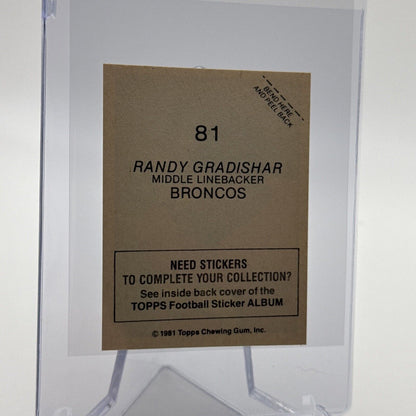 BEND HERE
AND PEEL BACK
81
RANDY GRADISHAR
MIDDLE LINEBACKER
BRONCOS
NEED STICKERS
TO COMPLETE YOUR COLLECTION?
See inside back cover of the
TOPPS Football Sticker ALBUM
© 1981 Topps Chewing Gum, Inc.